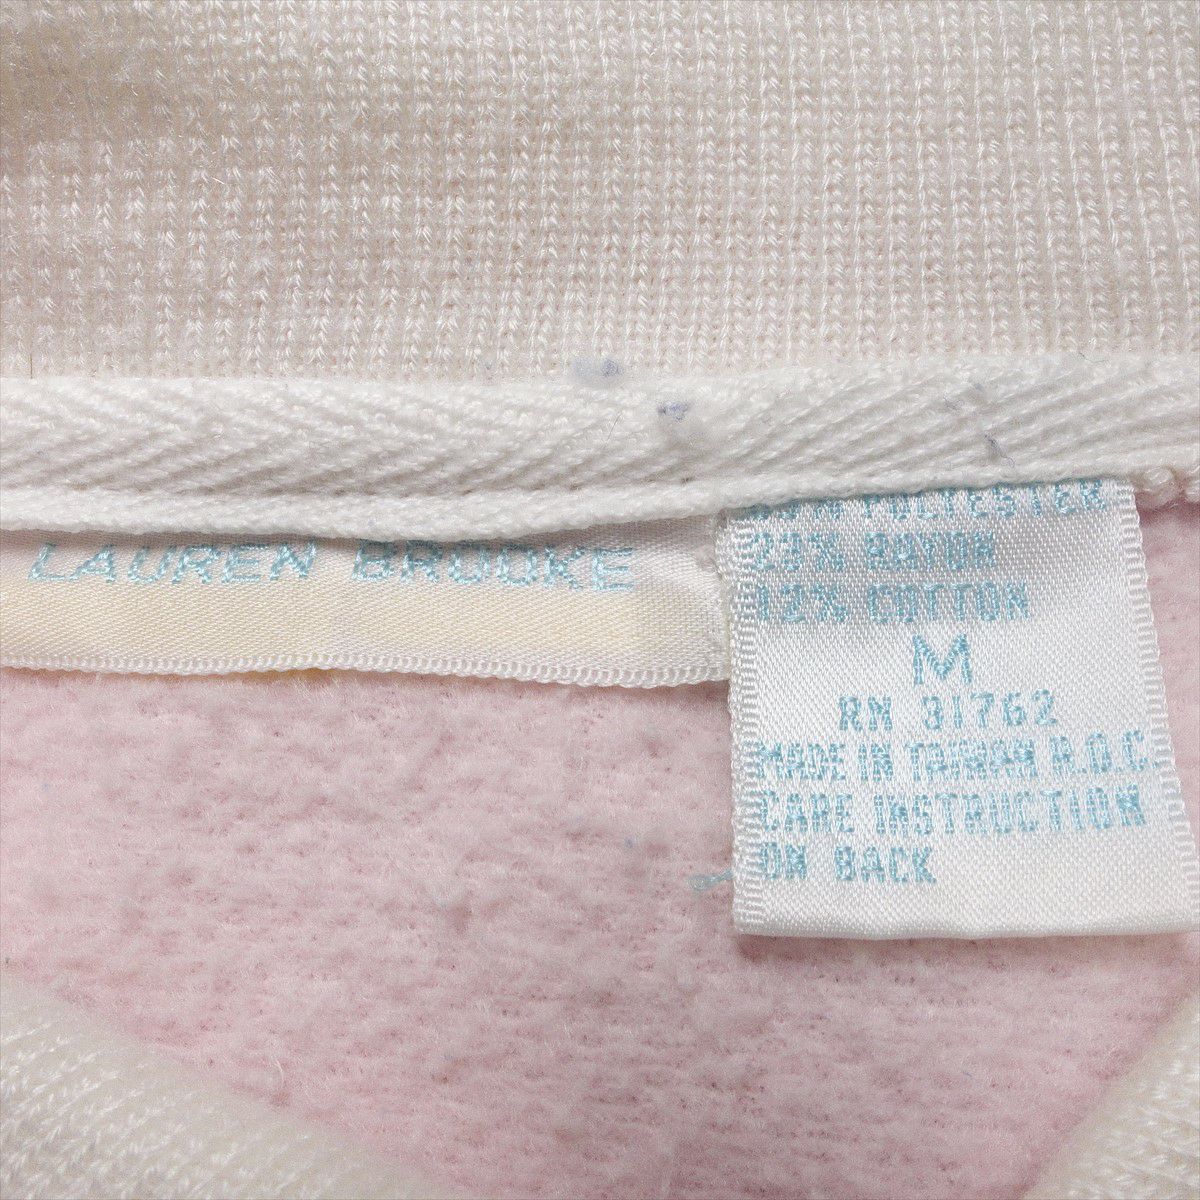 LAUREN BROOKE
% POLYESTER
23% RAYON
12% COTTON
M
RN 31762
MADE IN TAIWAN R.O.C.
CARE INSTRUCTION
ON BACK